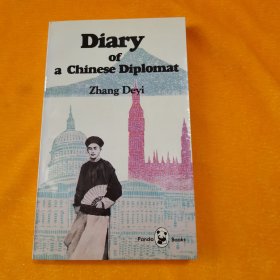 Diary
of
a Chinese Diplomat
Zhang Deyi
Panda Books